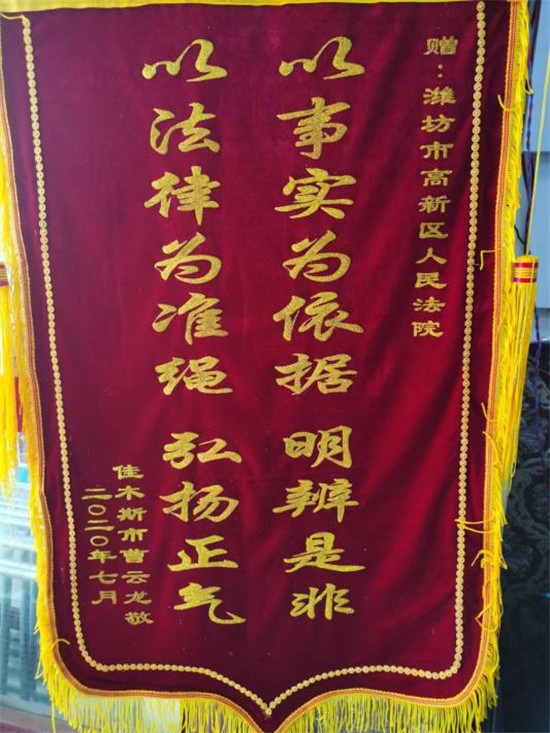 赠：潍坊市高新区人民法院
以事实为依据 明辨是非
以法律为准绳 弘扬正气
佳木斯市曹云龙敬
二〇二〇年七月